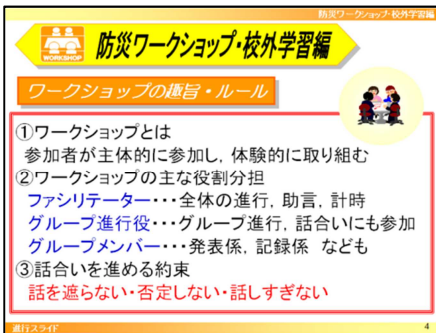 防災ワークショップ・校外学習編
WORKSHOP
防災ワークショップ・校外学習編
ワークショップの趣旨・ルール
①ワークショップとは
参加者が主体的に参加し，体験的に取り組む
②ワークショップの主な役割分担
ファシリテーター・・・全体の進行，助言，計時
グループ進行役・・・グループ進行，話合いにも参加
グループメンバー・・・発表係，記録係　なども
③話合いを進める約束
話を遮らない・否定しない・話しすぎない
進行スライド
4